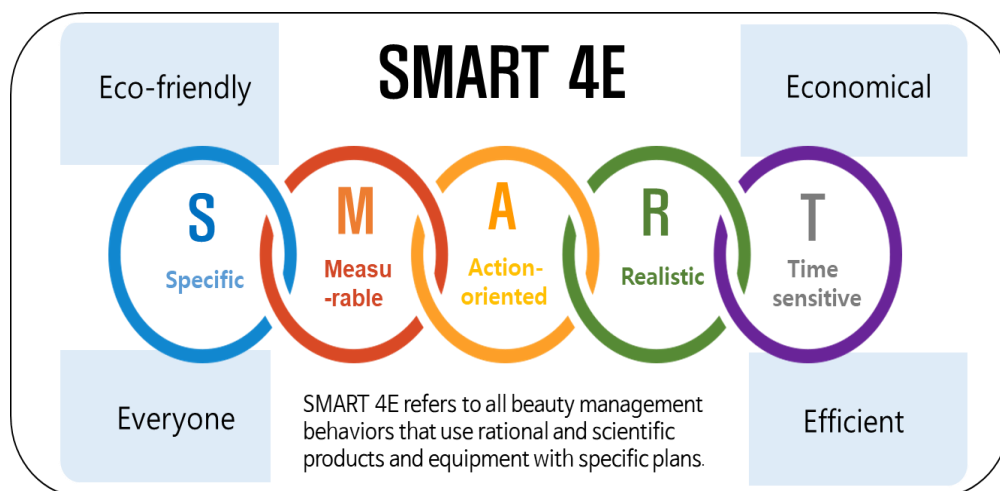 SMART 4E
Eco-friendly
Economical
S
Specific
M
Measu
-rable
A
Action-
oriented
R
Realistic
T
Time
sensitive
Everyone
SMART 4E refers to all beauty management
behaviors that use rational and scientific
products and equipment with specific plans.
Efficient